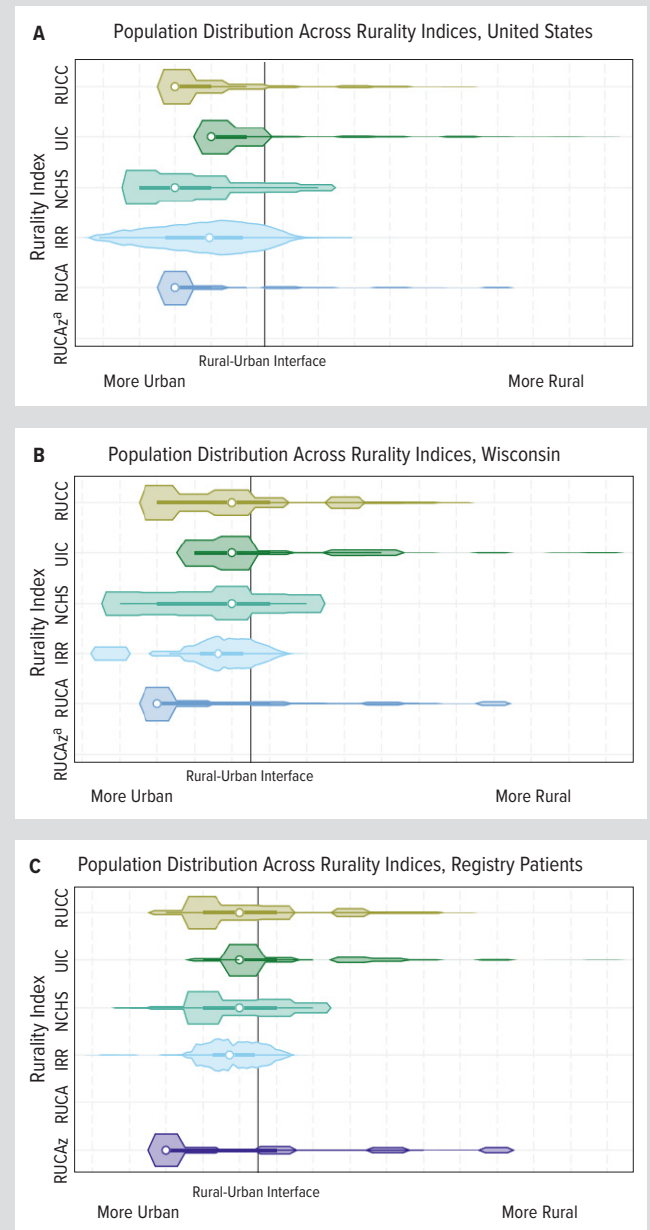 A Population Distribution Across Rurality Indices, United States
Rurality Index
RUCC
UIC
NCHS
IRR
RUCA
RUCAzᵃ
Rural-Urban Interface
More Urban More Rural
B Population Distribution Across Rurality Indices, Wisconsin
Rurality Index
RUCC
UIC
NCHS
IRR
RUCA
RUCAzᵃ
Rural-Urban Interface
More Urban More Rural
C Population Distribution Across Rurality Indices, Registry Patients
Rurality Index
RUCC
UIC
NCHS
IRR
RUCA
RUCAz
Rural-Urban Interface
More Urban More Rural